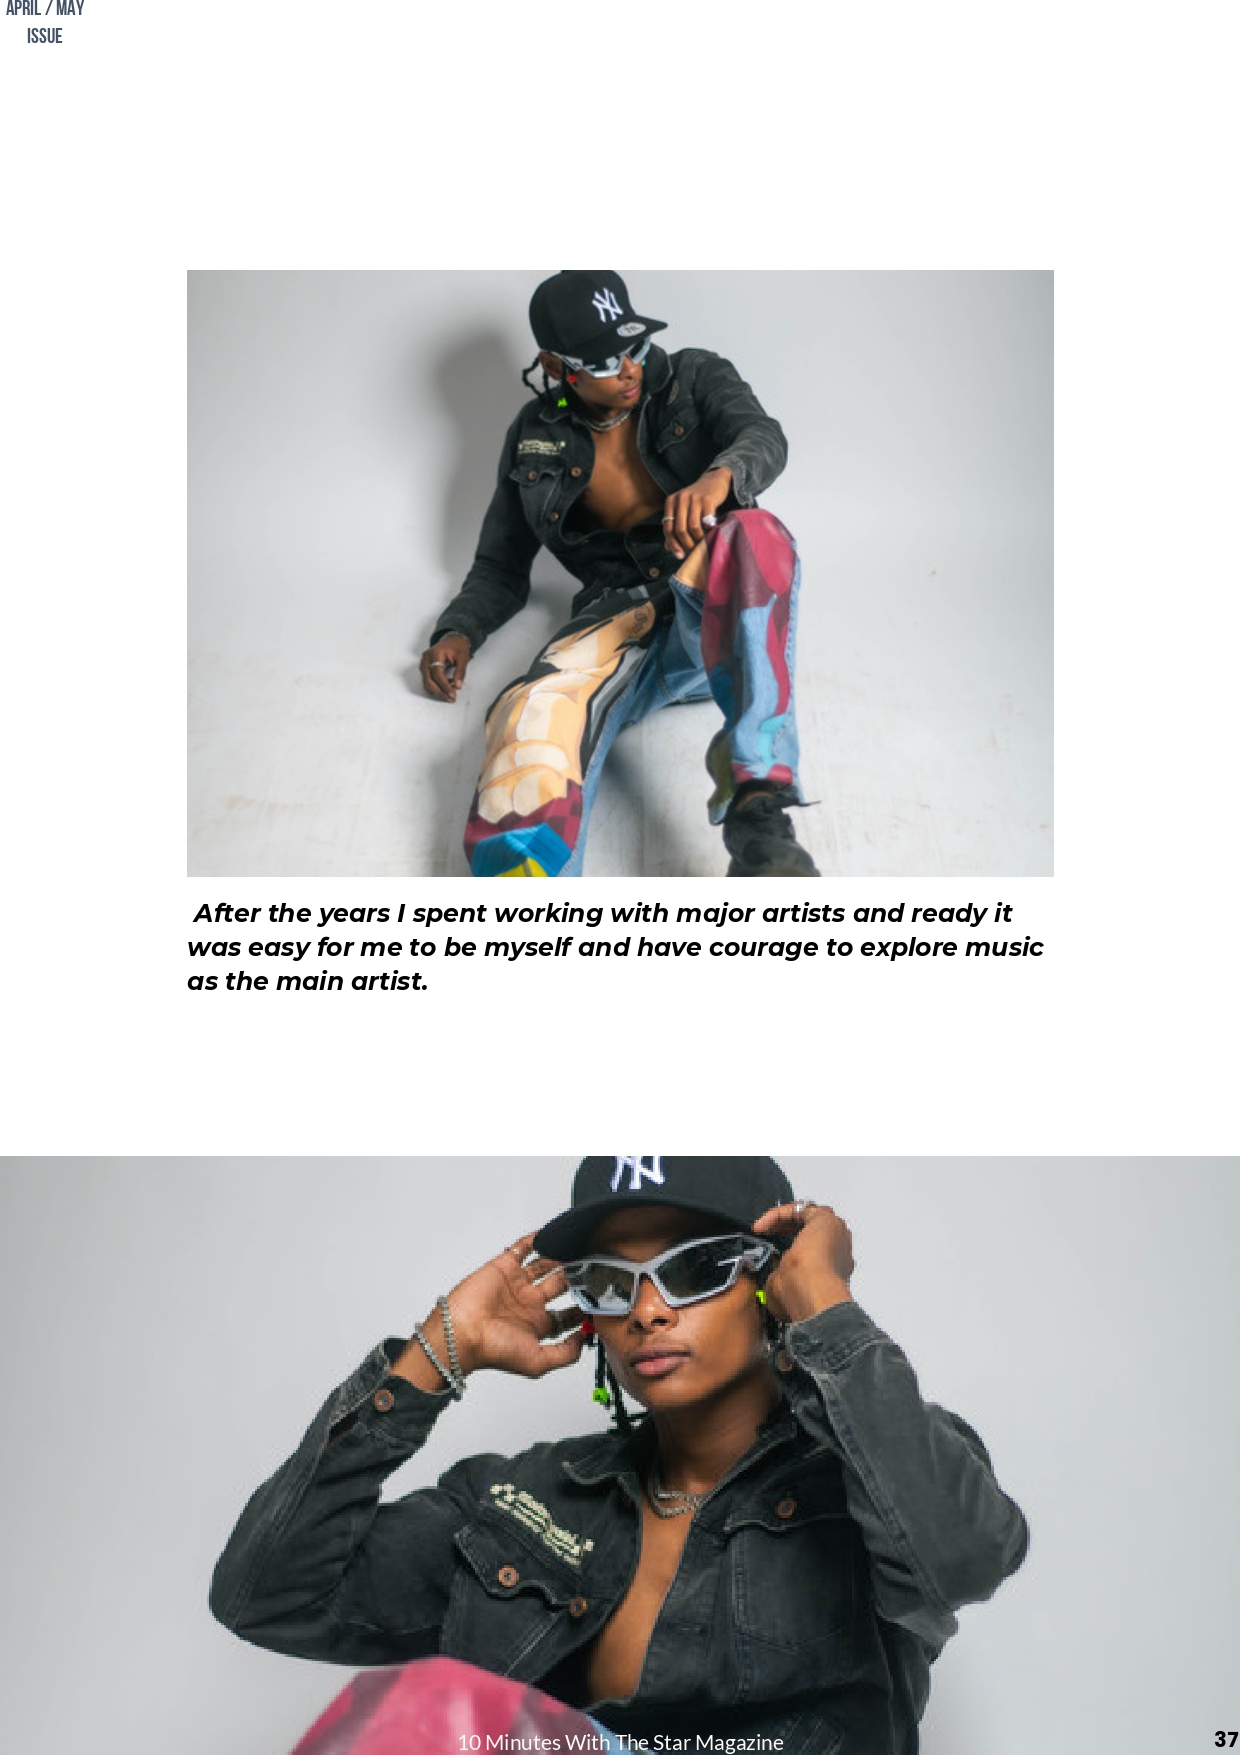 APRIL / MAY
ISSUE
NY
After the years I spent working with major artists and ready it
was easy for me to be myself and have courage to explore music
as the main artist.
NY
10 Minutes With The Star Magazine
37